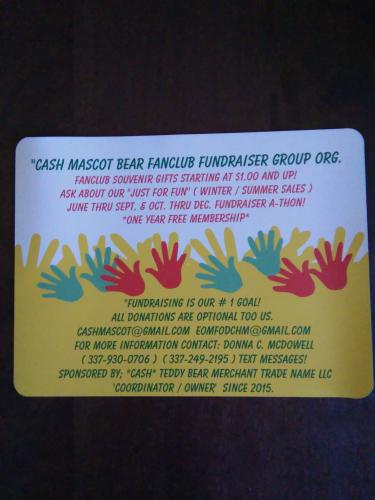 "CASH MASCOT BEAR FANCLUB FUNDRAISER GROUP ORG.
FANCLUB SOUVENIR GIFTS STARTING AT $1.00 AND UP!
ASK ABOUT OUR "JUST FOR FUN" ( WINTER / SUMMER SALES )
JUNE THRU SEPT. & OCT. THRU DEC. FUNDRAISER A-THON!
"ONE YEAR FREE MEMBERSHIP"
"FUNDRAISING IS OUR # 1 GOAL!
ALL DONATIONS ARE OPTIONAL TOO US.
CASHMASCOT@GMAIL.COM EOMFODCHM@GMAIL.COM
FOR MORE INFORMATION CONTACT: DONNA C. MCDOWELL
( 337-930-0706 ) ( 337-249-2195 ) TEXT MESSAGES!
SPONSORED BY; "CASH" TEDDY BEAR MERCHANT TRADE NAME LLC
'COORDINATOR / OWNER' SINCE 2015.